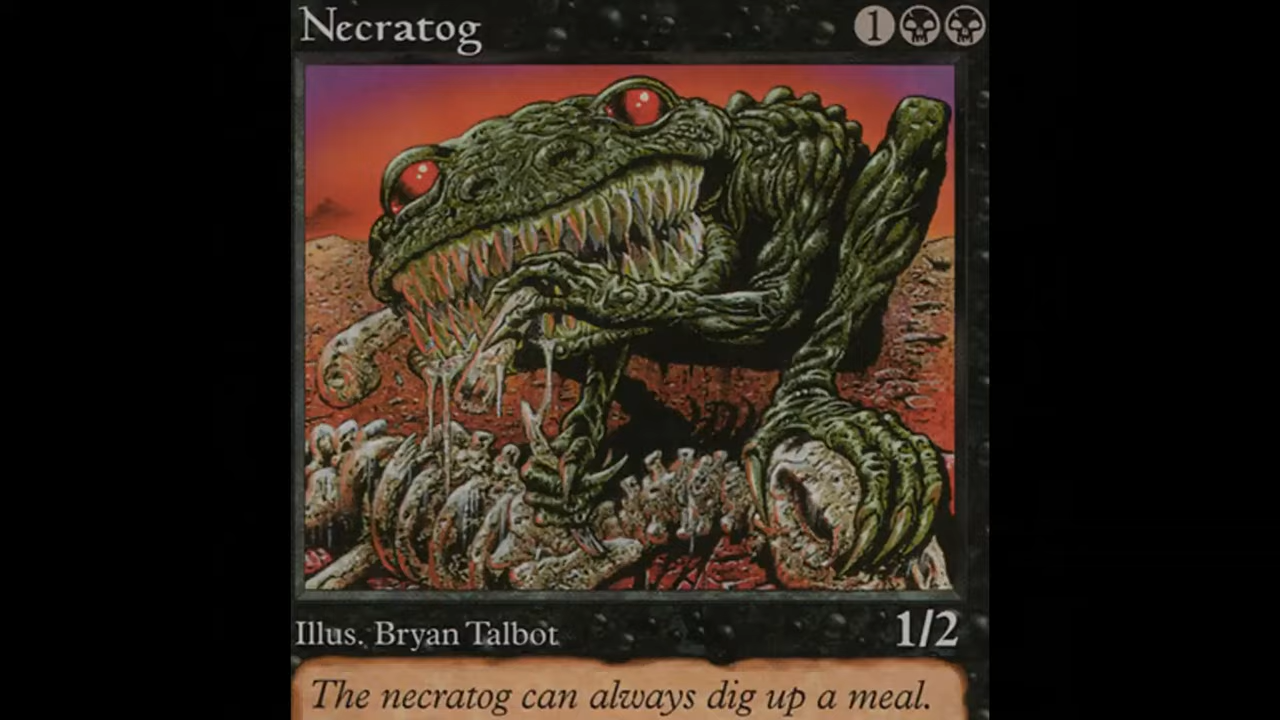 Necratog 1
Illus. Bryan Talbot 1/2
The necratog can always dig up a meal.